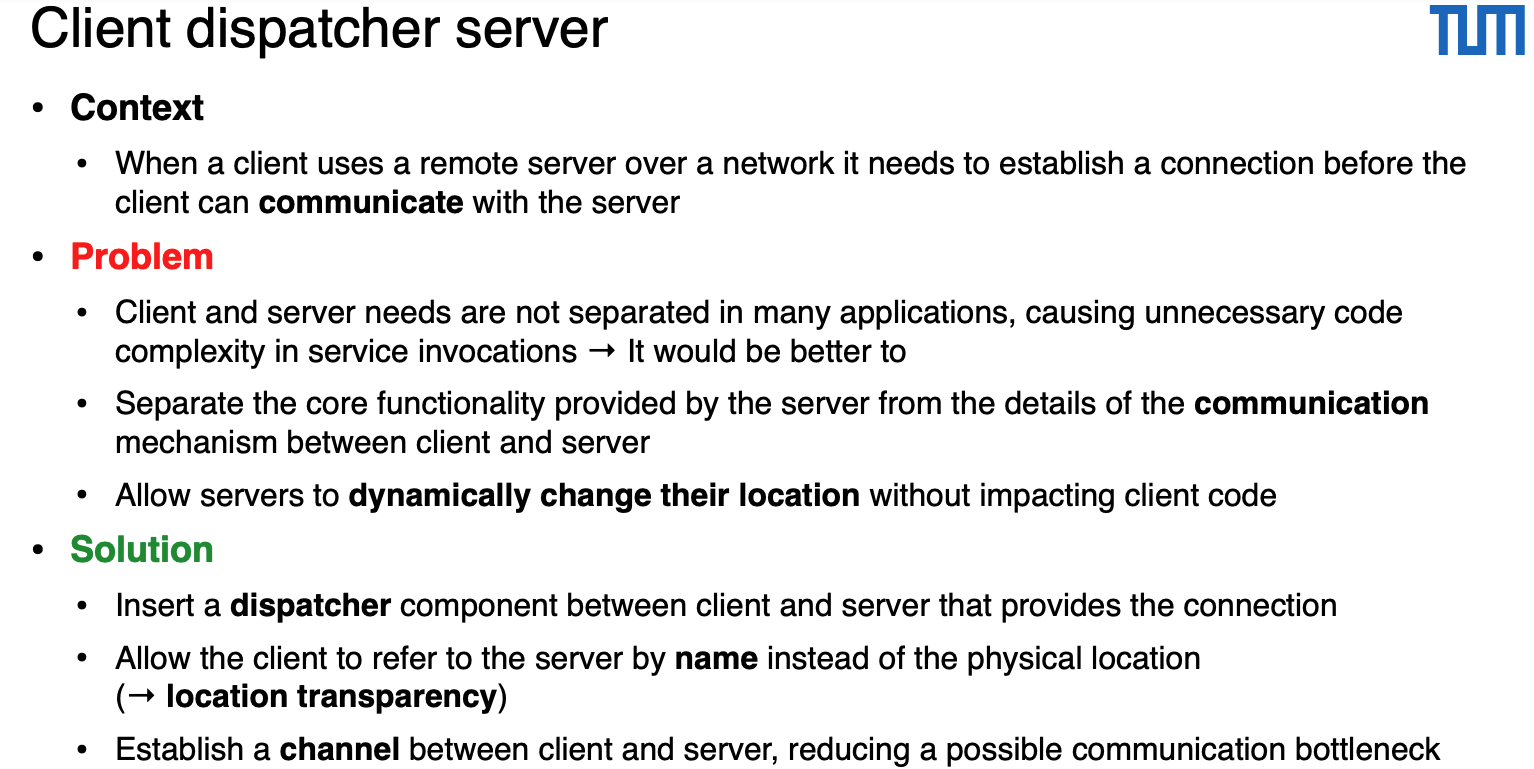 Client dispatcher server
TUM
• Context
• When a client uses a remote server over a network it needs to establish a connection before the
client can communicate with the server
• Problem
• Client and server needs are not separated in many applications, causing unnecessary code
complexity in service invocations → It would be better to
• Separate the core functionality provided by the server from the details of the communication
mechanism between client and server
• Allow servers to dynamically change their location without impacting client code
• Solution
• Insert a dispatcher component between client and server that provides the connection
• Allow the client to refer to the server by name instead of the physical location
(→ location transparency)
• Establish a channel between client and server, reducing a possible communication bottleneck